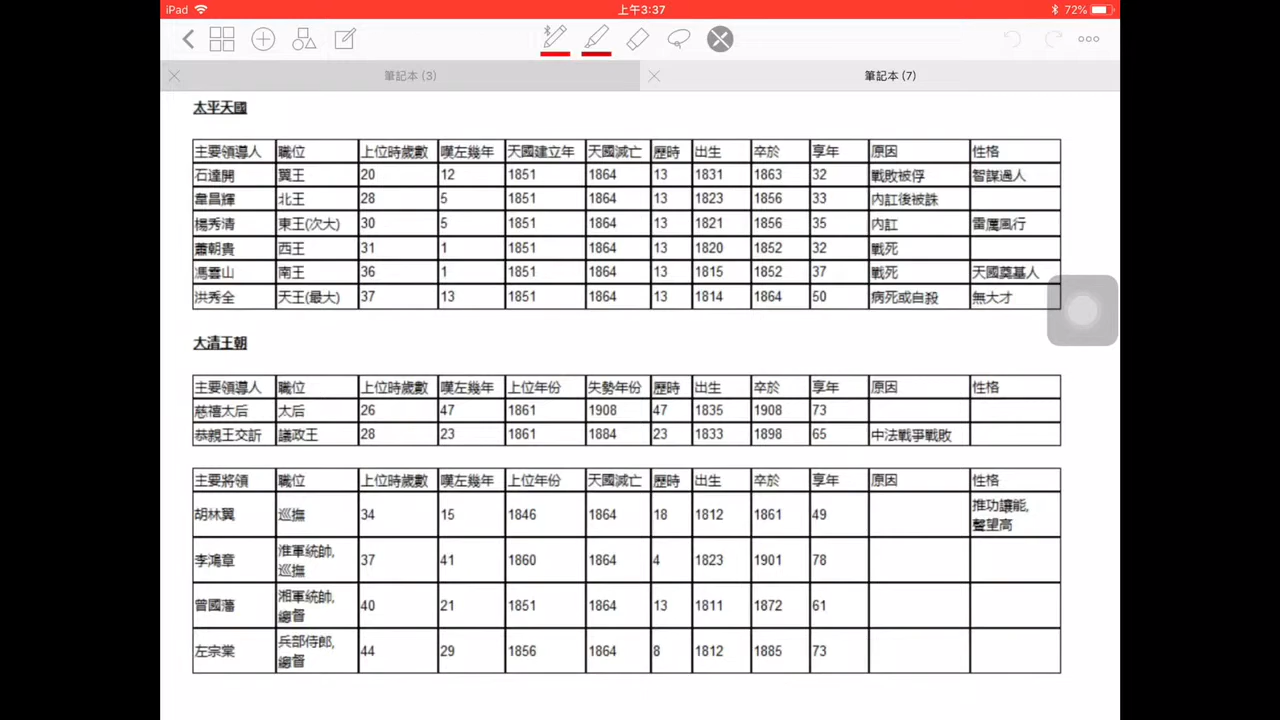 iPad 上午3:37 72%
筆記本 (3) 筆記本 (7)
太平天國
主要領導人 職位 上位時歲數 嘆左幾年 天國建立年 天國滅亡 歷時 出生 卒於 享年 原因 性格
石達開 翼王 20 12 1851 1864 13 1831 1863 32 戰敗被俘 智謀過人
韋昌輝 北王 28 5 1851 1864 13 1823 1856 33 內訌後被誅
楊秀清 東王(次大) 30 5 1851 1864 13 1821 1856 35 內訌 雷厲風行
蕭朝貴 西王 31 1 1851 1864 13 1820 1852 32 戰死
馮雲山 南王 36 1 1851 1864 13 1815 1852 37 戰死 天國奠基人
洪秀全 天王(最大) 37 13 1851 1864 13 1814 1864 50 病死或自殺 無大才
大清王朝
主要領導人 職位 上位時歲數 嘆左幾年 上位年份 失勢年份 歷時 出生 卒於 享年 原因 性格
慈禧太后 太后 26 47 1861 1908 47 1835 1908 73
恭親王交訢 議政王 28 23 1861 1884 23 1833 1898 65 中法戰爭戰敗
主要將領 職位 上位時歲數 嘆左幾年 上位年份 天國滅亡 歷時 出生 卒於 享年 原因 性格
胡林翼 巡撫 34 15 1846 1864 18 1812 1861 49 推功讓能,
聲望高
李鴻章 淮軍統帥,
巡撫 37 41 1860 1864 4 1823 1901 78
曾國藩 湘軍統帥,
總督 40 21 1851 1864 13 1811 1872 61
左宗棠 兵部侍郎,
總督 44 29 1856 1864 8 1812 1885 73